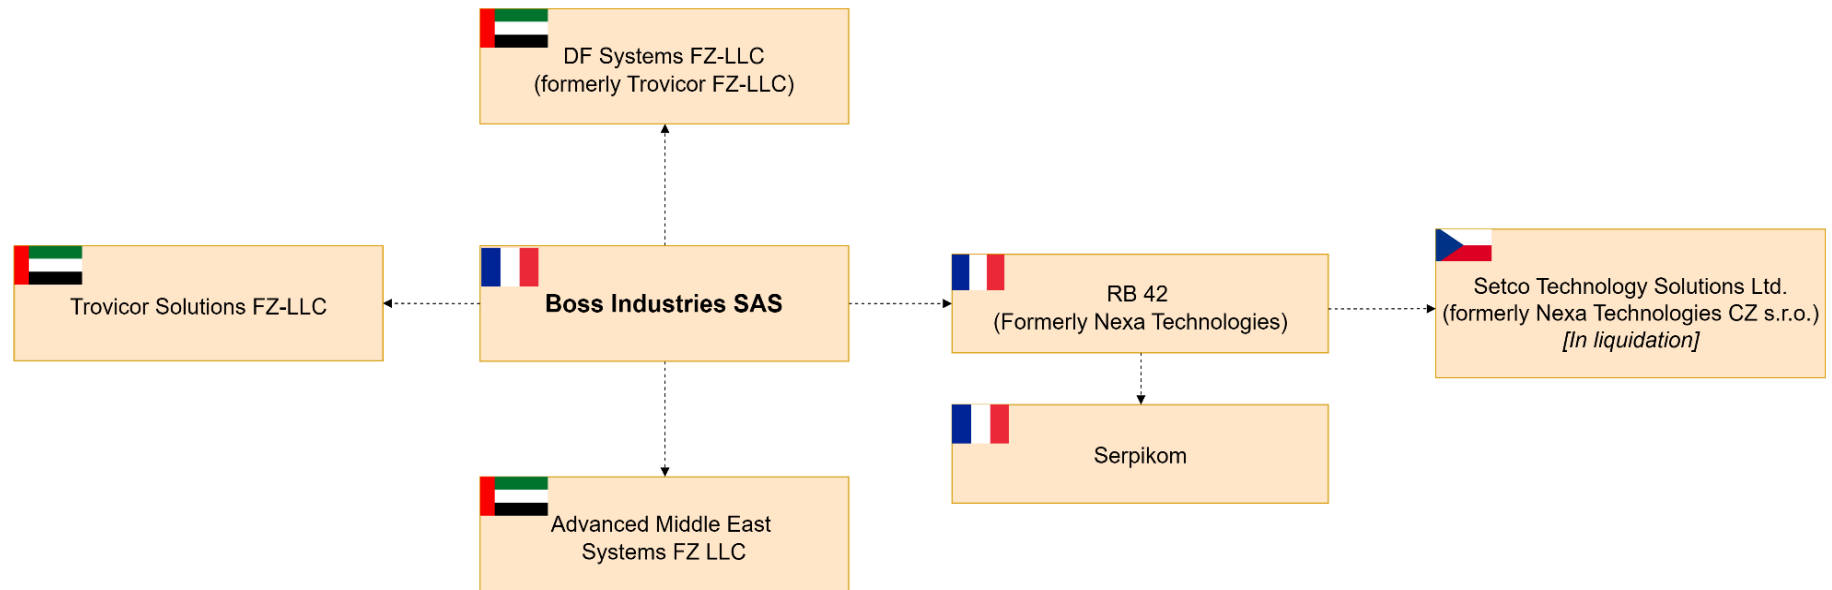 DF Systems FZ-LLC
(formerly Trovicor FZ-LLC)
Trovicor Solutions FZ-LLC
Boss Industries SAS
RB 42
(Formerly Nexa Technologies)
Setco Technology Solutions Ltd.
(formerly Nexa Technologies CZ s.r.o.)
[In liquidation]
Serpikom
Advanced Middle East
Systems FZ LLC